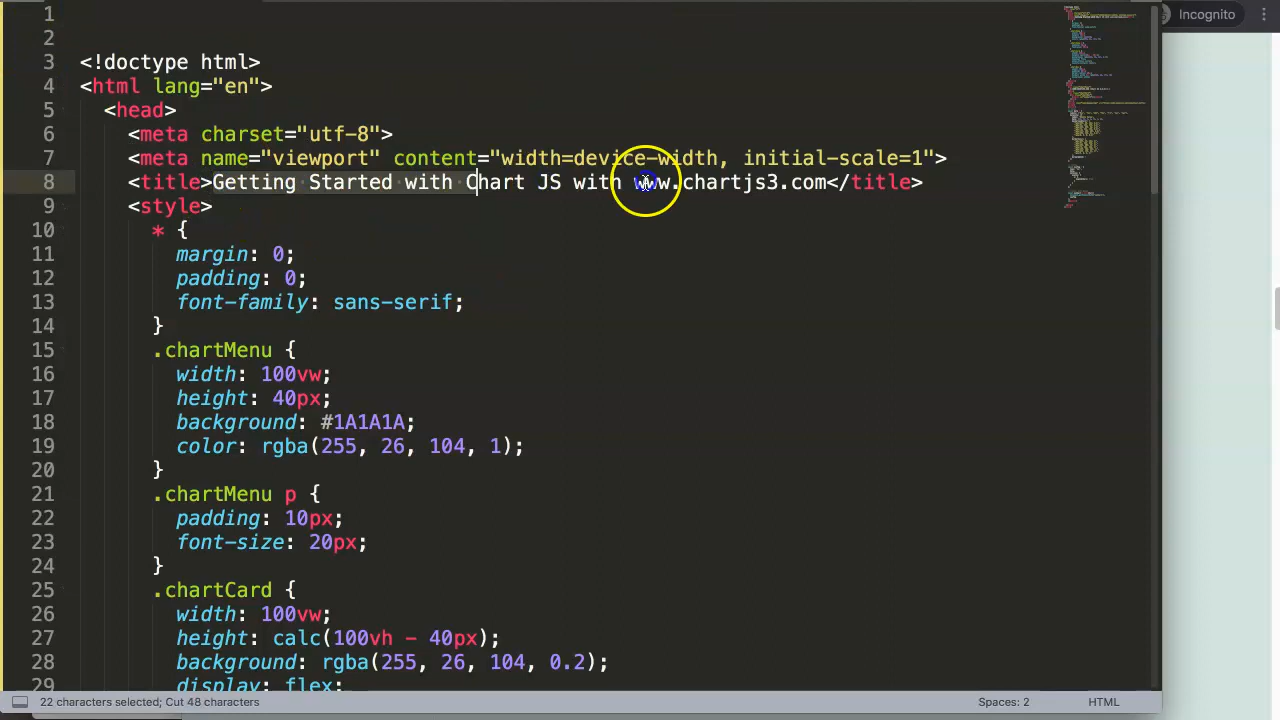 Incognito
1
2
3 <!doctype html>
4 <html lang="en">
5 <head>
6 <meta charset="utf-8">
7 <meta name="viewport" content="width=device-width, initial-scale=1">
8 <title>Getting Started with Chart JS with www.chartjs3.com</title>
9 <style>
10 * {
11 margin: 0;
12 padding: 0;
13 font-family: sans-serif;
14 }
15 .chartMenu {
16 width: 100vw;
17 height: 40px;
18 background: #1A1A1A;
19 color: rgba(255, 26, 104, 1);
20 }
21 .chartMenu p {
22 padding: 10px;
23 font-size: 20px;
24 }
25 .chartCard {
26 width: 100vw;
27 height: calc(100vh - 40px);
28 background: rgba(255, 26, 104, 0.2);
29 display: flex;
22 characters selected; Cut 48 characters
Spaces: 2
HTML